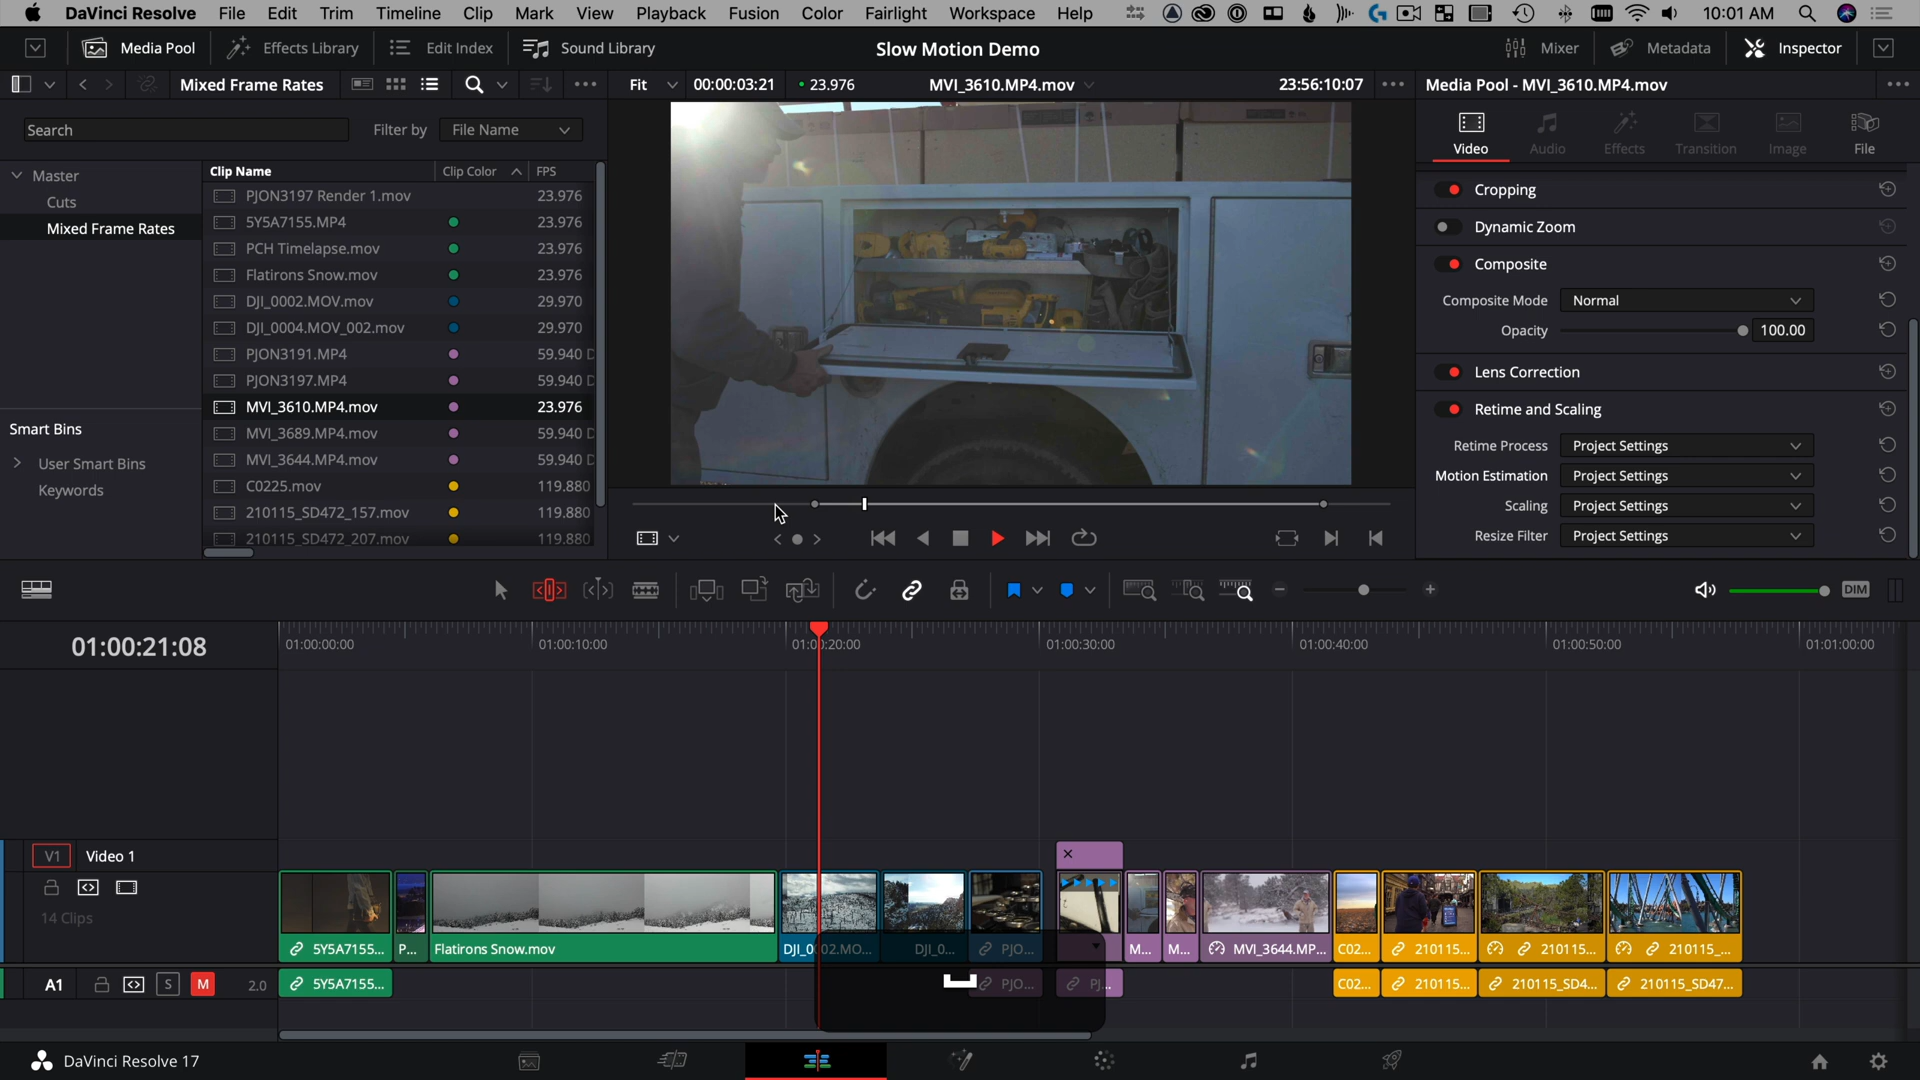 DaVinci Resolve File Edit Trim Timeline Clip Mark View Playback Fusion Color Fairlight Workspace Help 10:01 AM
Media Pool Effects Library Edit Index Sound Library Slow Motion Demo Mixer Metadata Inspector
Mixed Frame Rates Fit 00:00:03:21 23.976 MVI_3610.MP4.mov 23:56:10:07 Media Pool - MVI_3610.MP4.mov
Search Filter by File Name
Video Audio Effects Transition Image File
Master
Cuts
Mixed Frame Rates
Smart Bins
User Smart Bins
Keywords
Clip Name Clip Color FPS
PJON3197 Render 1.mov 23.976
5Y5A7155.MP4 23.976
PCH Timelapse.mov 23.976
Flatirons Snow.mov 23.976
DJI_0002.MOV.mov 29.970
DJI_0004.MOV_002.mov 29.970
PJON3191.MP4 59.940 D
PJON3197.MP4 59.940 D
MVI_3610.MP4.mov 23.976
MVI_3689.MP4.mov 59.940 D
MVI_3644.MP4.mov 59.940 D
C0225.mov 119.880
210115_SD472_157.mov 119.880
210115_SD472_207.mov 119.880
Cropping
Dynamic Zoom
Composite
Composite Mode Normal
Opacity 100.00
Lens Correction
Retime and Scaling
Retime Process Project Settings
Motion Estimation Project Settings
Scaling Project Settings
Resize Filter Project Settings
DIM
01:00:21:08 01:00:00:00 01:00:10:00 01:00:20:00 01:00:30:00 01:00:40:00 01:00:50:00 01:01:00:00
V1 Video 1
14 Clips
5Y5A7155... P... Flatirons Snow.mov DJI_0002.MO... DJI_0... PJO... M... M... MVI_3644.MP... C02... 210115... 210115... 210115_...
A1 S M 2.0 5Y5A7155... PJO... PJ... C02... 210115... 210115_SD4... 210115_SD47...
DaVinci Resolve 17